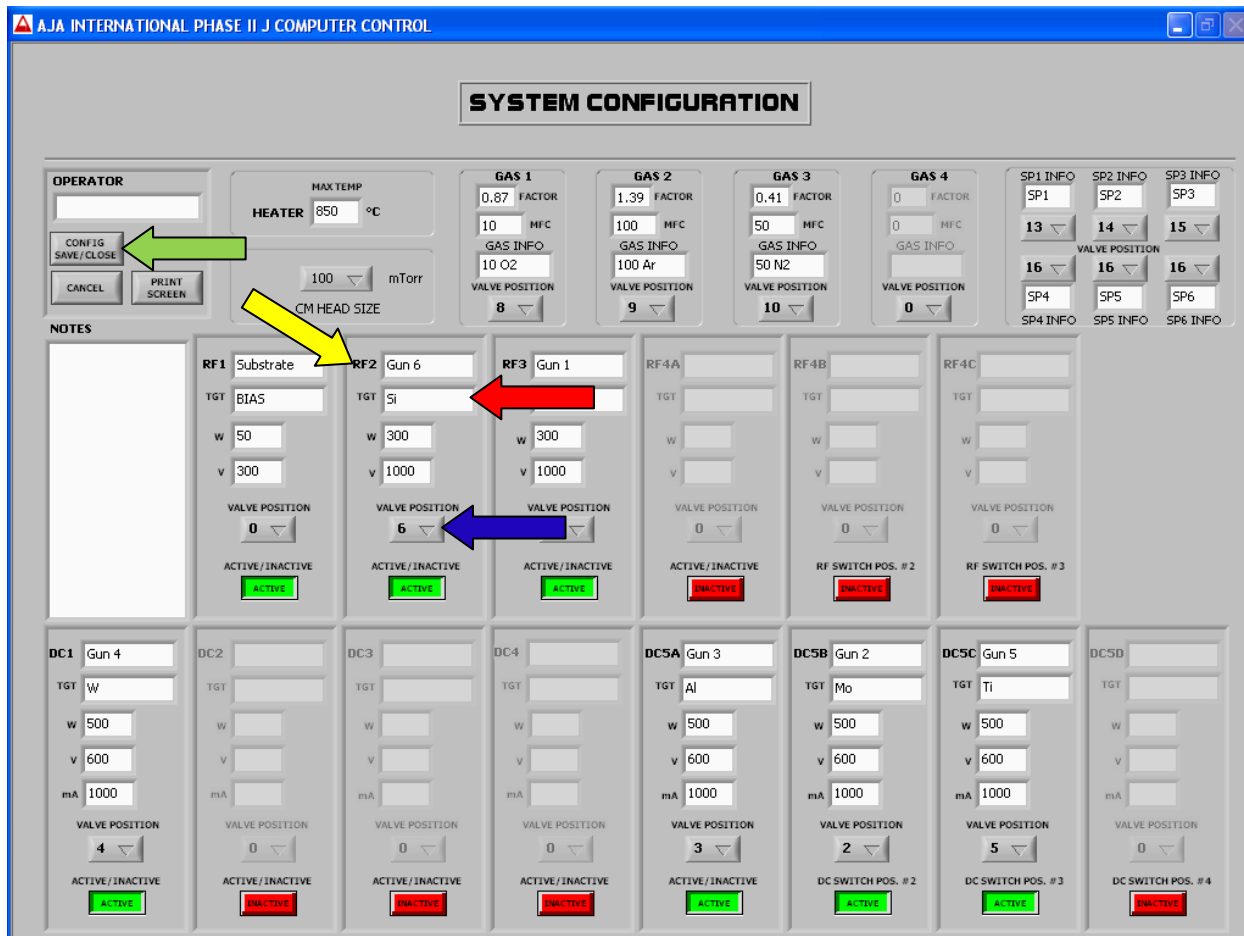 AJA INTERNATIONAL PHASE II J COMPUTER CONTROL
SYSTEM CONFIGURATION
OPERATOR
CONFIG
SAVE/CLOSE
CANCEL
PRINT
SCREEN
MAX TEMP
HEATER 850 °C
100 mTorr
CM HEAD SIZE
GAS 1
0.87 FACTOR
10 MFC
GAS INFO
10 O2
VALVE POSITION
8
GAS 2
1.39 FACTOR
100 MFC
GAS INFO
100 Ar
VALVE POSITION
9
GAS 3
0.41 FACTOR
50 MFC
GAS INFO
50 N2
VALVE POSITION
10
GAS 4
0 FACTOR
0 MFC
GAS INFO
VALVE POSITION
0
SP1 INFO SP2 INFO SP3 INFO
SP1 SP2 SP3
13 14 15
VALVE POSITION
16 16 16
SP4 SP5 SP6
SP4 INFO SP5 INFO SP6 INFO
NOTES
RF1 Substrate
TGT BIAS
W 50
V 300
VALVE POSITION
0
ACTIVE/INACTIVE
ACTIVE
RF2 Gun 6
TGT Si
W 300
V 1000
VALVE POSITION
6
ACTIVE/INACTIVE
ACTIVE
RF3 Gun 1
W 300
V 1000
VALVE POSITION
ACTIVE/INACTIVE
ACTIVE
RF4A
TGT
W
V
VALVE POSITION
0
ACTIVE/INACTIVE
INACTIVE
RF4B
TGT
W
V
VALVE POSITION
0
RF SWITCH POS. #2
INACTIVE
RF4C
TGT
W
V
VALVE POSITION
0
RF SWITCH POS. #3
INACTIVE
DC1 Gun 4
TGT W
W 500
V 600
mA 1000
VALVE POSITION
4
ACTIVE/INACTIVE
ACTIVE
DC2
TGT
W
V
mA
VALVE POSITION
0
ACTIVE/INACTIVE
INACTIVE
DC3
TGT
W
V
mA
VALVE POSITION
0
ACTIVE/INACTIVE
INACTIVE
DC4
TGT
W
V
mA
VALVE POSITION
0
ACTIVE/INACTIVE
INACTIVE
DC5A Gun 3
TGT Al
W 500
V 600
mA 1000
VALVE POSITION
3
ACTIVE/INACTIVE
ACTIVE
DC5B Gun 2
TGT Mo
W 500
V 600
mA 1000
VALVE POSITION
2
DC SWITCH POS. #2
ACTIVE
DC5C Gun 5
TGT Ti
W 500
V 600
mA 1000
VALVE POSITION
5
DC SWITCH POS. #3
ACTIVE
DC5D
TGT
W
V
mA
VALVE POSITION
0
DC SWITCH POS. #4
INACTIVE